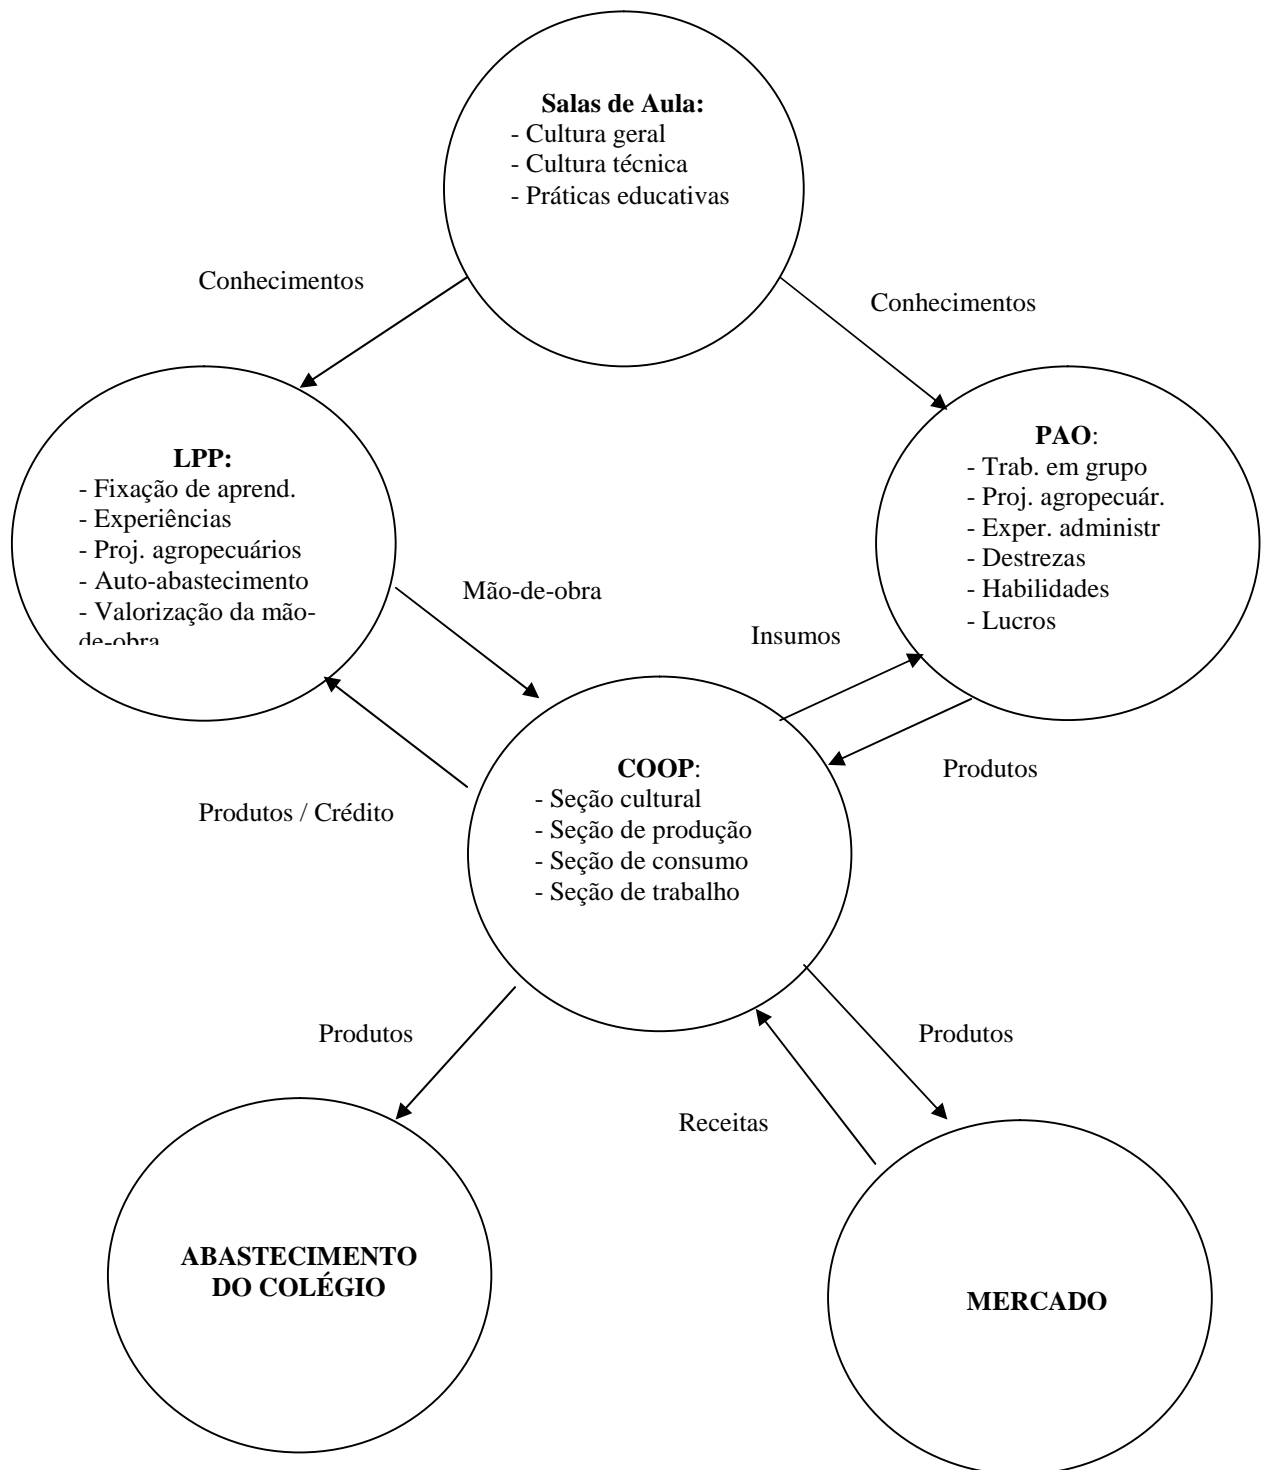 Salas de Aula:
- Cultura geral
- Cultura técnica
- Práticas educativas
Conhecimentos
Conhecimentos
LPP:
- Fixação de aprend.
- Experiências
- Proj. agropecuários
- Auto-abastecimento
- Valorização da mão-
de-obra
PAO:
- Trab. em grupo
- Proj. agropecuár.
- Exper. administr
- Destrezas
- Habilidades
- Lucros
Mão-de-obra
Insumos
Produtos / Crédito
Produtos
COOP:
- Seção cultural
- Seção de produção
- Seção de consumo
- Seção de trabalho
Produtos
Produtos
Receitas
ABASTECIMENTO
DO COLÉGIO
MERCADO